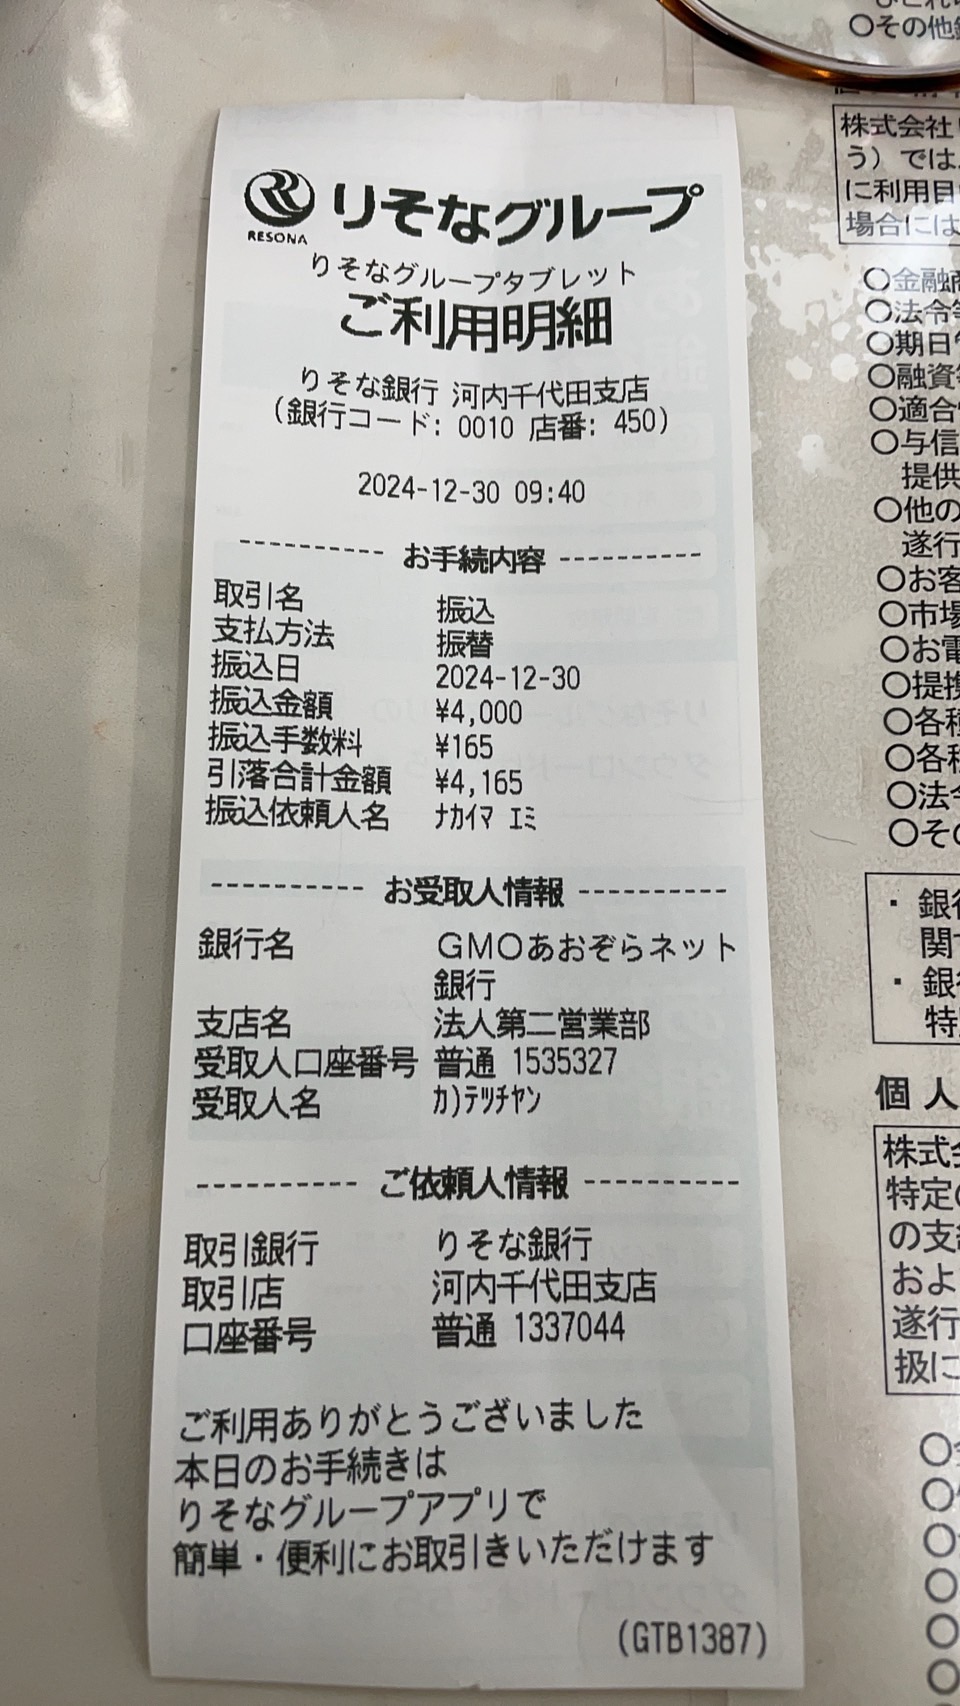 RESONA
りそなグループ
りそなグループタブレット
ご利用明細
りそな銀行 河内千代田支店
(銀行コード: 0010 店番: 450)
2024-12-30 09:40
---------- お手続内容 ----------
取引名 振込
支払方法 振替
振込日 2024-12-30
振込金額 ¥4,000
振込手数料 ¥165
引落合計金額 ¥4,165
振込依頼人名 ﾅｶｲﾏ ｴﾐ
----------- お受取人情報 -----------
銀行名 GMOあおぞらネット
銀行
支店名 法人第二営業部
受取人口座番号 普通 1535327
受取人名 ｶ)ﾃﾂﾁﾔﾝ
----------- ご依頼人情報 -----------
取引銀行 りそな銀行
取引店 河内千代田支店
口座番号 普通 1337044
ご利用ありがとうございました
本日のお手続きは
りそなグループアプリで
簡単・便利にお取引きいただけます
(GTB1387)
○その他
株式会社
う）では
に利用目
場合には
○金融商
○法令等
○期日
○融資
○適合
○与信
提供
○他の
遂行
○お客
○市場
○お電
○提携
○各種
○各種
○法令
○その
・銀行
関
・銀行
特
個人
株式会
特定の
の支
およ
遂行
扱に